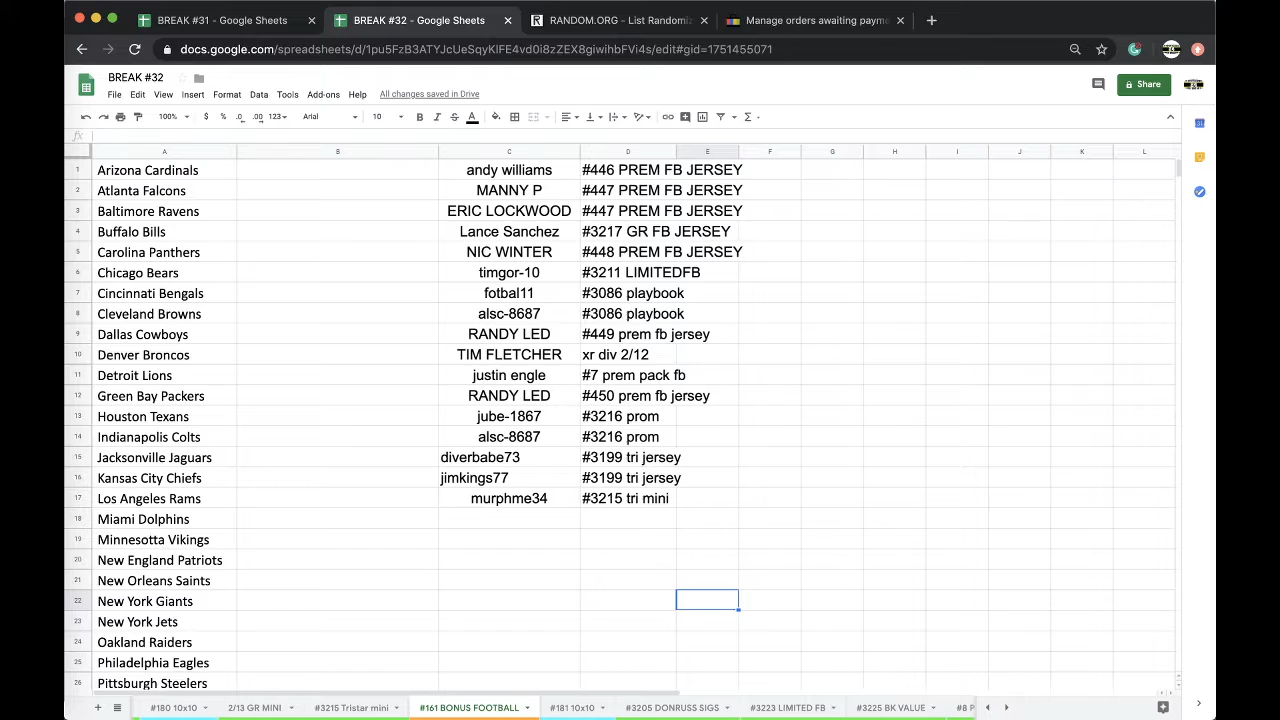 BREAK #31 - Google Sheets
BREAK #32 - Google Sheets
RANDOM.ORG - List Randomiz
Manage orders awaiting payme
docs.google.com/spreadsheets/d/1pu5FzB3ATYJcUeSqyKlFE4vd0i8zZEX8giwihbFVi4s/edit#gid=1751455071
BREAK #32
File Edit View Insert Format Data Tools Add-ons Help All changes saved in Drive
Share
100% $ % .0 .00 123 Arial 10 B I S A
fx
A B C D E F G H I J K L
1 Arizona Cardinals andy williams #446 PREM FB JERSEY
2 Atlanta Falcons MANNY P #447 PREM FB JERSEY
3 Baltimore Ravens ERIC LOCKWOOD #447 PREM FB JERSEY
4 Buffalo Bills Lance Sanchez #3217 GR FB JERSEY
5 Carolina Panthers NIC WINTER #448 PREM FB JERSEY
6 Chicago Bears timgor-10 #3211 LIMITEDFB
7 Cincinnati Bengals fotbal11 #3086 playbook
8 Cleveland Browns alsc-8687 #3086 playbook
9 Dallas Cowboys RANDY LED #449 prem fb jersey
10 Denver Broncos TIM FLETCHER xr div 2/12
11 Detroit Lions justin engle #7 prem pack fb
12 Green Bay Packers RANDY LED #450 prem fb jersey
13 Houston Texans jube-1867 #3216 prom
14 Indianapolis Colts alsc-8687 #3216 prom
15 Jacksonville Jaguars diverbabe73 #3199 tri jersey
16 Kansas City Chiefs jimkings77 #3199 tri jersey
17 Los Angeles Rams murphme34 #3215 tri mini
18 Miami Dolphins
19 Minnesotta Vikings
20 New England Patriots
21 New Orleans Saints
22 New York Giants
23 New York Jets
24 Oakland Raiders
25 Philadelphia Eagles
26 Pittsburgh Steelers
#180 10x10 2/13 GR MINI #3215 Tristar mini #161 BONUS FOOTBALL #181 10x10 #3205 DONRUSS SIGS #3223 LIMITED FB #3225 BK VALUE #8 P